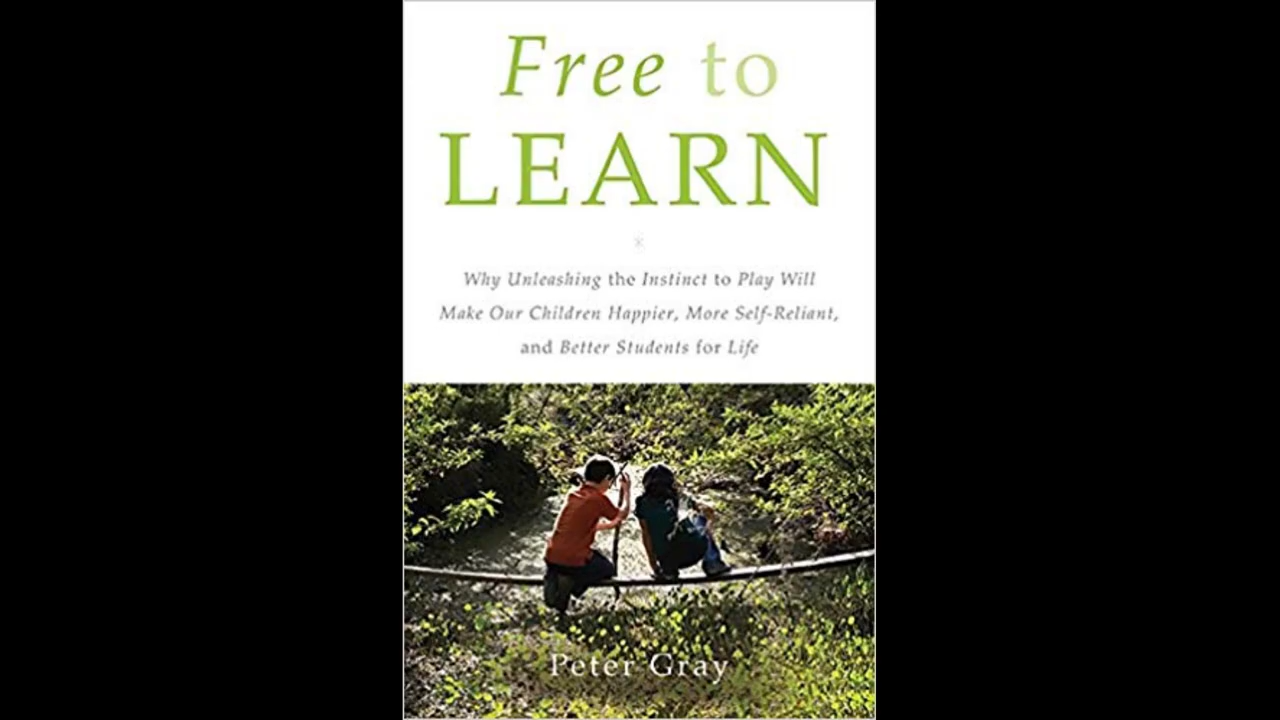 Free to
LEARN
*
Why Unleashing the Instinct to Play Will
Make Our Children Happier, More Self-Reliant,
and Better Students for Life
Peter Gray